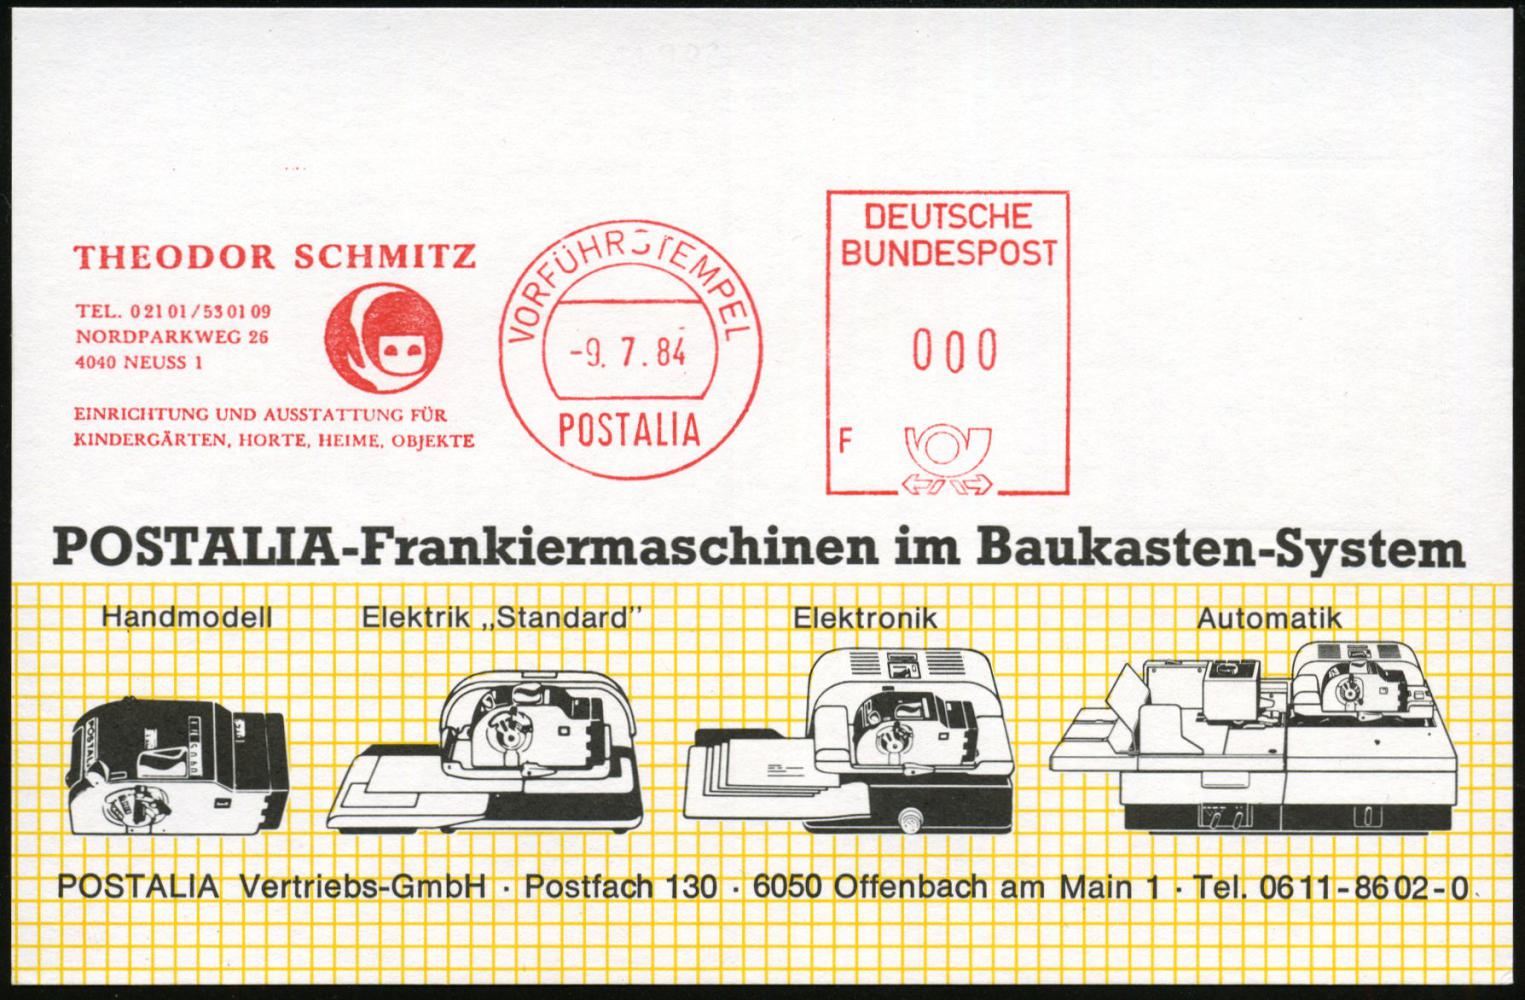 THEODOR SCHMITZ
TEL. 02101/530109
NORDPARKWEG 26
4040 NEUSS 1
EINRICHTUNG UND AUSSTATTUNG FÜR
KINDERGÄRTEN, HORTE, HEIME, OBJEKTE
VORFÜHRSTEMPEL
-9. 7. 84
POSTALIA
DEUTSCHE
BUNDESPOST
000
F
POSTALIA-Frankiermaschinen im Baukasten-System
Handmodell
Elektrik „Standard”
Elektronik
Automatik
POSTALIA
POSTALIA Vertriebs-GmbH · Postfach 130 · 6050 Offenbach am Main 1 · Tel. 0611-8602-0